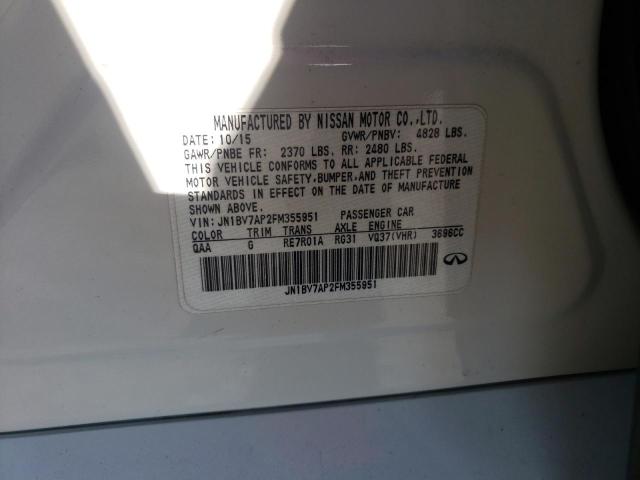 MANUFACTURED BY NISSAN MOTOR CO.,LTD.
DATE: 10/15 GVWR/PNBV: 4828 LBS.
GAWR/PNBE FR: 2370 LBS. RR: 2480 LBS.
THIS VEHICLE CONFORMS TO ALL APPLICABLE FEDERAL
MOTOR VEHICLE SAFETY,BUMPER,AND THEFT PREVENTION
STANDARDS IN EFFECT ON THE DATE OF MANUFACTURE
SHOWN ABOVE.
VIN: JN1BV7AP2FM355951 PASSENGER CAR
COLOR TRIM TRANS AXLE ENGINE
QAA G RE7R01A RG31 VQ37(VHR) 3696CC
JN1BV7AP2FM355951